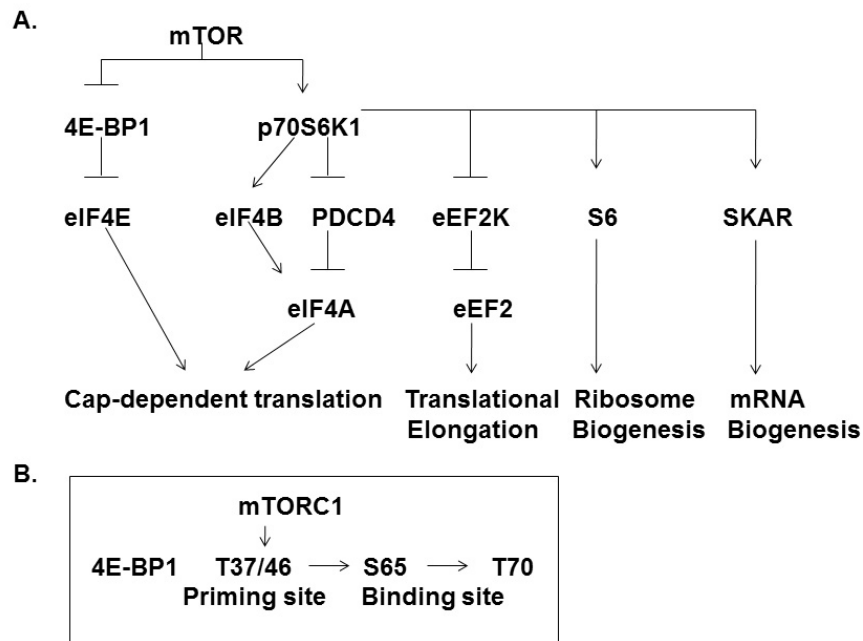 A.
mTOR
4E-BP1 p70S6K1
eIF4E eIF4B PDCD4 eEF2K S6 SKAR
eIF4A eEF2
Cap-dependent translation Translational Ribosome mRNA
Elongation Biogenesis Biogenesis
B.
mTORC1
4E-BP1 T37/46 S65 T70
Priming site Binding site